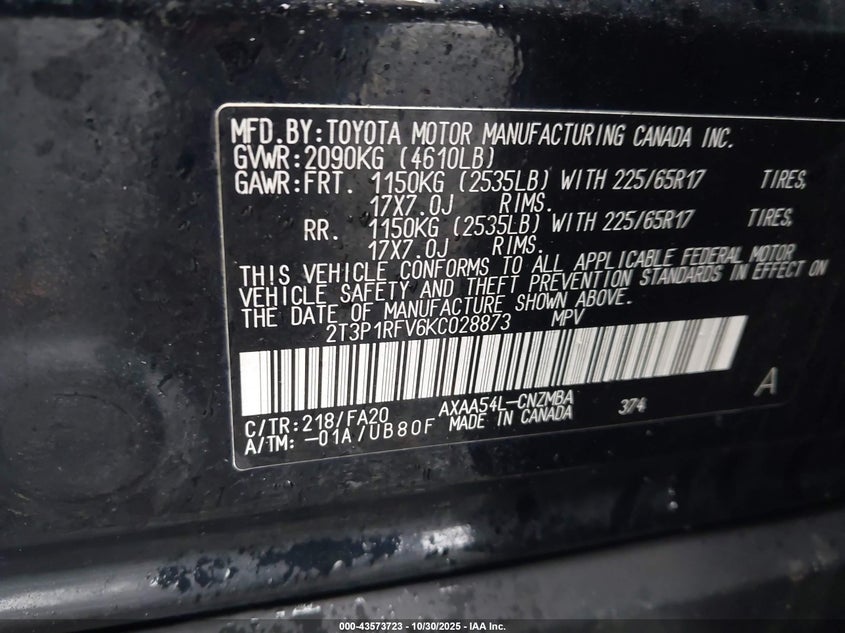 MFD.BY:TOYOTA MOTOR MANUFACTURING CANADA INC.
GVWR:2090KG (4610LB)
GAWR:FRT. 1150KG (2535LB) WITH 225/65R17 TIRES,
17X7.0J RIMS.
RR. 1150KG (2535LB) WITH 225/65R17 TIRES,
17X7.0J RIMS.
THIS VEHICLE CONFORMS TO ALL APPLICABLE FEDERAL MOTOR
VEHICLE SAFETY AND THEFT PREVENTION STANDARDS IN EFFECT ON
THE DATE OF MANUFACTURE SHOWN ABOVE.
2T3P1RFV6KC028873 MPV
A
C/TR:218/FA20 AXAA54L-CNZMBA 374
A/TM: -01A/UB80F MADE IN CANADA
000-43573723 - 10/30/2025 - IAA Inc.